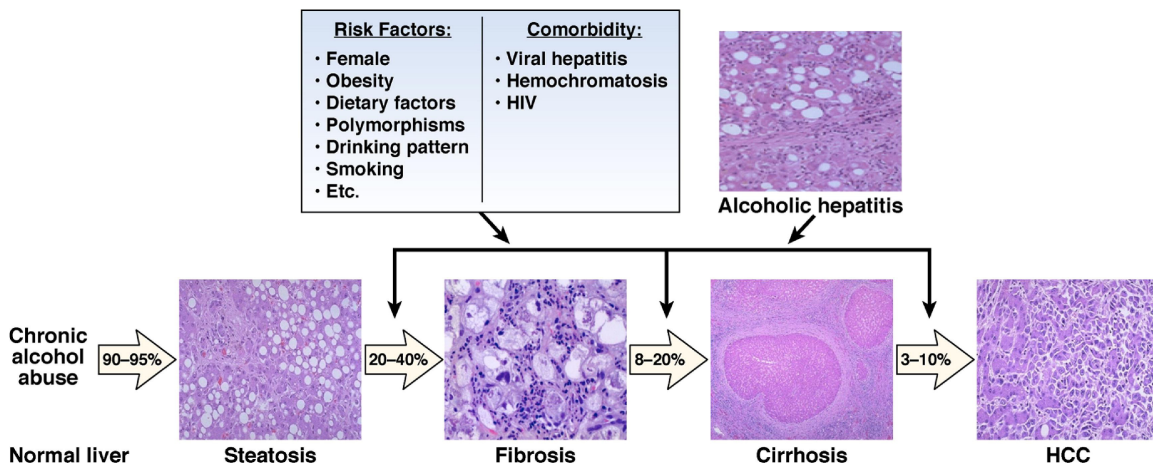 Risk Factors:
· Female
· Obesity
· Dietary factors
· Polymorphisms
· Drinking pattern
· Smoking
· Etc.
Comorbidity:
· Viral hepatitis
· Hemochromatosis
· HIV
Alcoholic hepatitis
Chronic
alcohol
abuse
90–95%
20–40%
8–20%
3–10%
Normal liver
Steatosis
Fibrosis
Cirrhosis
HCC